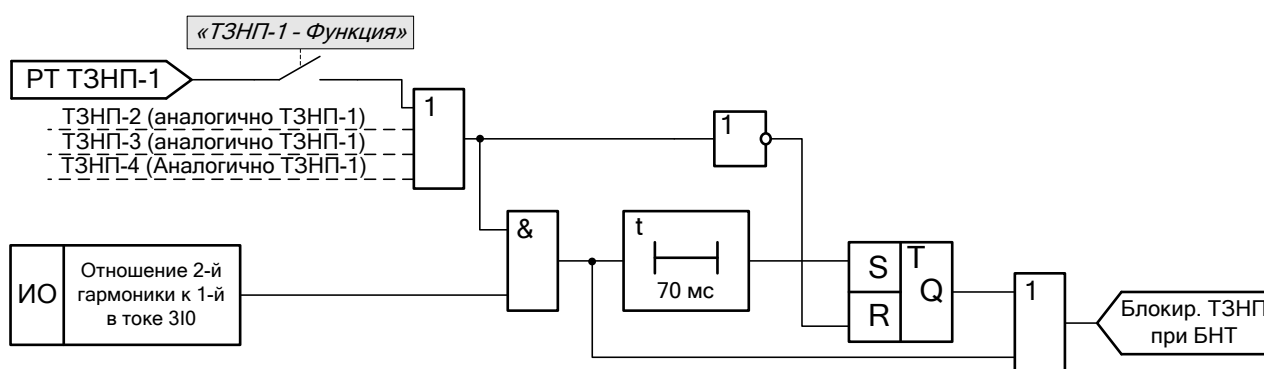 «ТЗНП-1 - Функция»
РТ ТЗНП-1
1
ТЗНП-2 (аналогично ТЗНП-1)
ТЗНП-3 (аналогично ТЗНП-1)
ТЗНП-4 (Аналогично ТЗНП-1)
1
&
t
70 мс
ИО
Отношение 2-й
гармоники к 1-й
в токе 3I0
S
T
Q
R
1
Блокир. ТЗНП
при БНТ